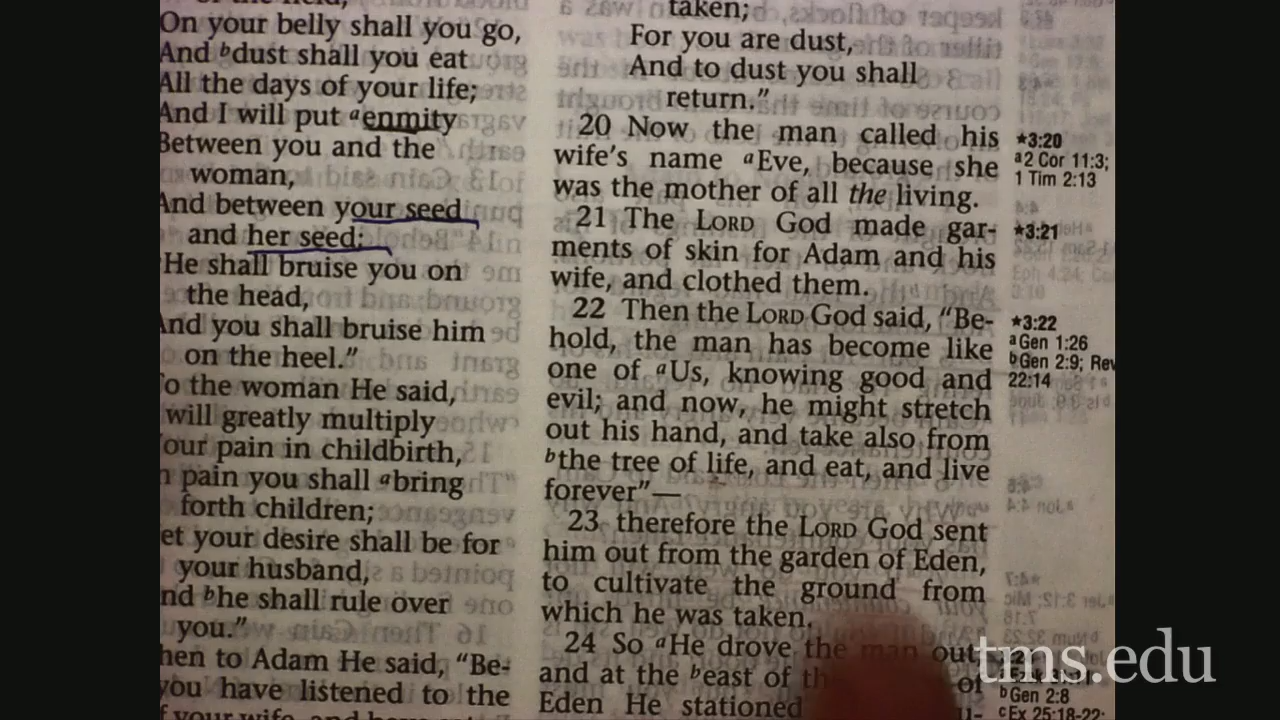 On your belly shall you go,
And bdust shall you eat
All the days of your life;
And I will put aenmity
Between you and the
woman,
And between your seed
and her seed;
He shall bruise you on
the head,
And you shall bruise him
on the heel."
To the woman He said,
will greatly multiply
Your pain in childbirth,
pain you shall abring
forth children;
Yet your desire shall be for
your husband,
And bhe shall rule over
you."
Then to Adam He said, "Be-
you have listened to the
taken;
For you are dust,
And to dust you shall
return."
20 Now the man called his
wife's name aEve, because she
was the mother of all the living.
21 The LORD God made gar-
ments of skin for Adam and his
wife, and clothed them.
22 Then the LORD God said, "Be-
hold, the man has become like
one of aUs, knowing good and
evil; and now, he might stretch
out his hand, and take also from
bthe tree of life, and eat, and live
forever"—
23 therefore the LORD God sent
him out from the garden of Eden,
to cultivate the ground from
which he was taken.
24 So aHe drove the man out;
and at the beast of of
Eden He stationed
★3:20
a2 Cor 11:3;
1 Tim 2:13
★3:21
★3:22
aGen 1:26
bGen 2:9; Rev
22:14
bGen 2:8
cEx 25:18-22;
tms.edu